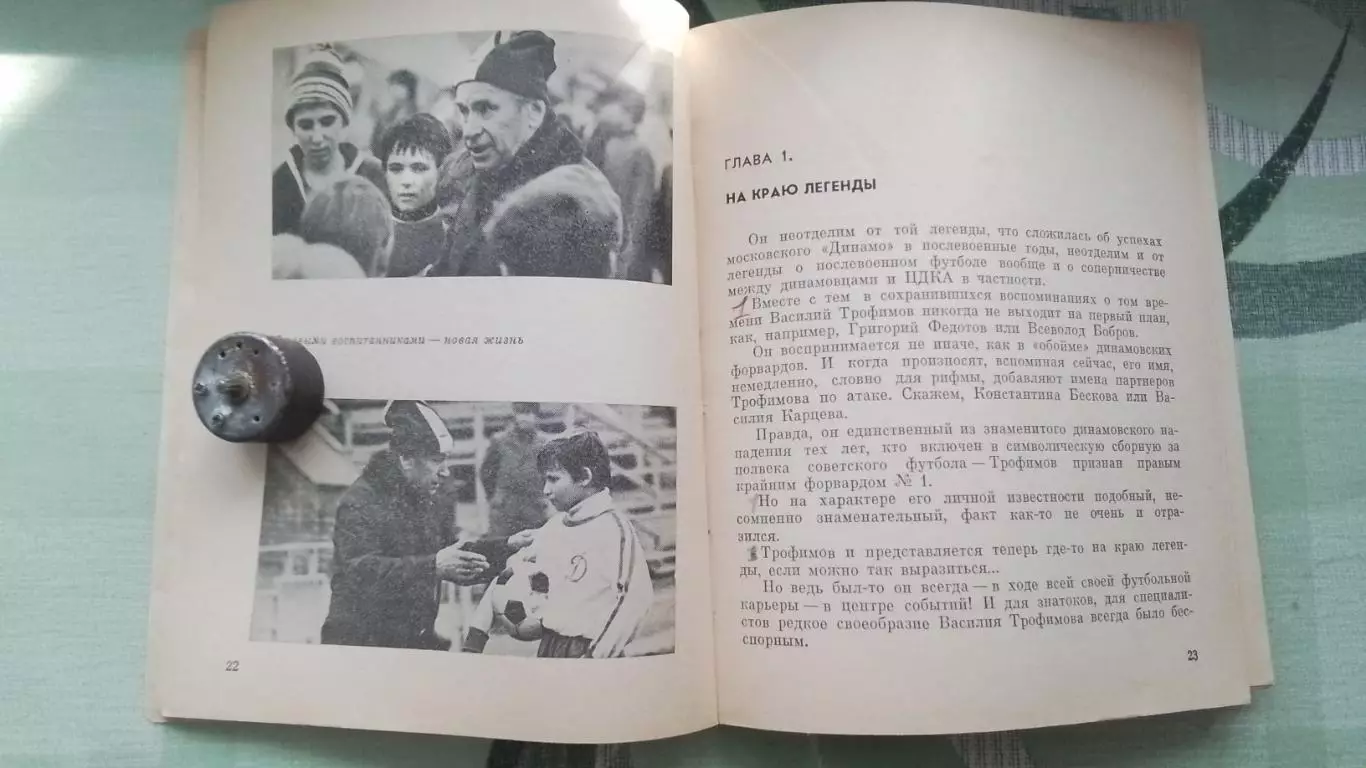 воспитанниками — новая жизнь
Д
22
ГЛАВА 1.
НА КРАЮ ЛЕГЕНДЫ
Он неотделим от той легенды, что сложилась об успехах
московского «Динамо» в послевоенные годы, неотделим и от
легенды о послевоенном футболе вообще и о соперничестве
между динамовцами и ЦДКА в частности.
1 Вместе с тем в сохранившихся воспоминаниях о том вре-
мени Василий Трофимов никогда не выходит на первый план,
как, например, Григорий Федотов или Всеволод Бобров.
Он воспринимается не иначе, как в «обойме» динамовских
форвардов. И когда произносят, вспоминая сейчас, его имя,
немедленно, словно для рифмы, добавляют имена партнеров
Трофимова по атаке. Скажем, Константина Бескова или Ва-
силия Карцева.
Правда, он единственный из знаменитого динамовского на-
падения тех лет, кто включен в символическую сборную за
полвека советского футбола — Трофимов признан правым
крайним форвардом № 1.
Но на характере его личной известности подобный, не-
сомненно знаменательный, факт как-то не очень и отра-
зился.
Трофимов и представляется теперь где-то на краю леген-
ды, если можно так выразиться...
Но ведь был-то он всегда — в ходе всей своей футбольной
карьеры — в центре событий! И для знатоков, для специали-
стов редкое своеобразие Василия Трофимова всегда было бес-
спорным.
23